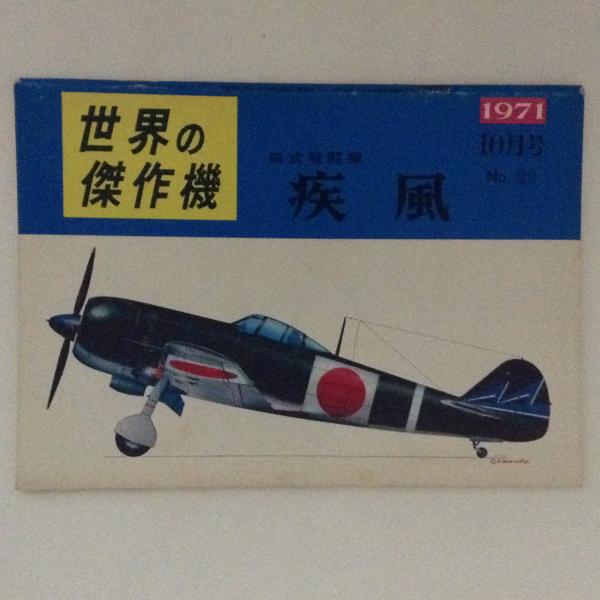 世界の
傑作機
四式戦闘機
疾風
1971
10月号
No.